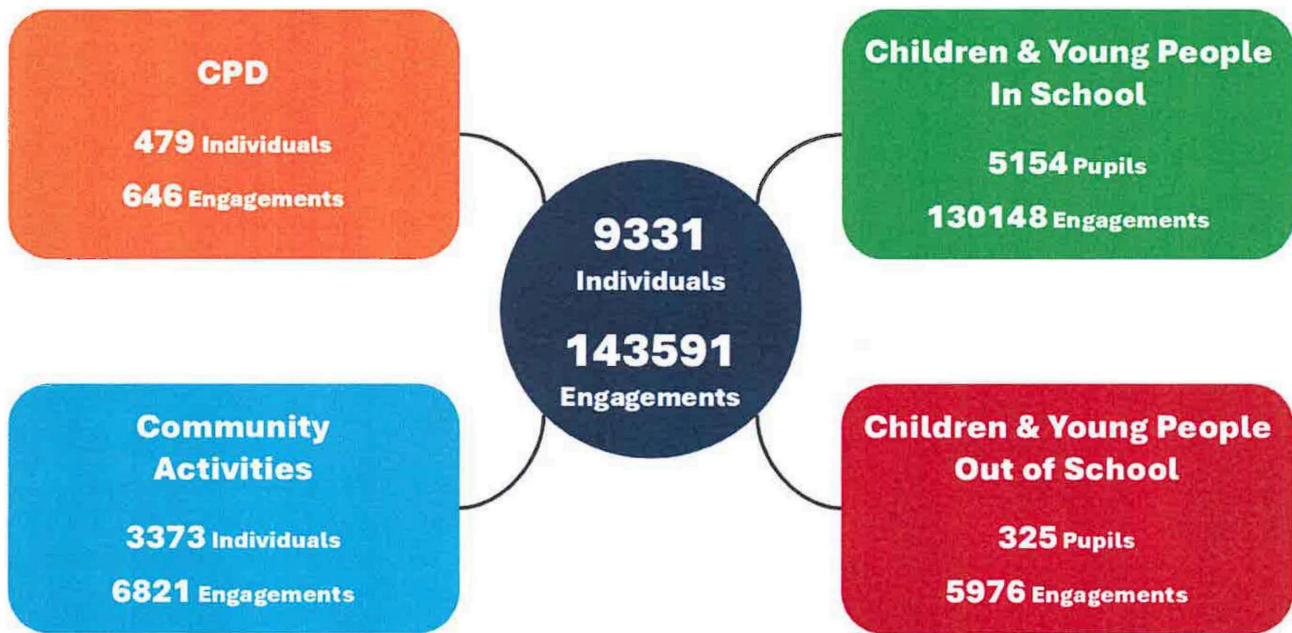 CPD
479 Individuals
646 Engagements
Children & Young People
In School
5154 Pupils
130148 Engagements
9331
Individuals
143591
Engagements
Community
Activities
3373 Individuals
6821 Engagements
Children & Young People
Out of School
325 Pupils
5976 Engagements